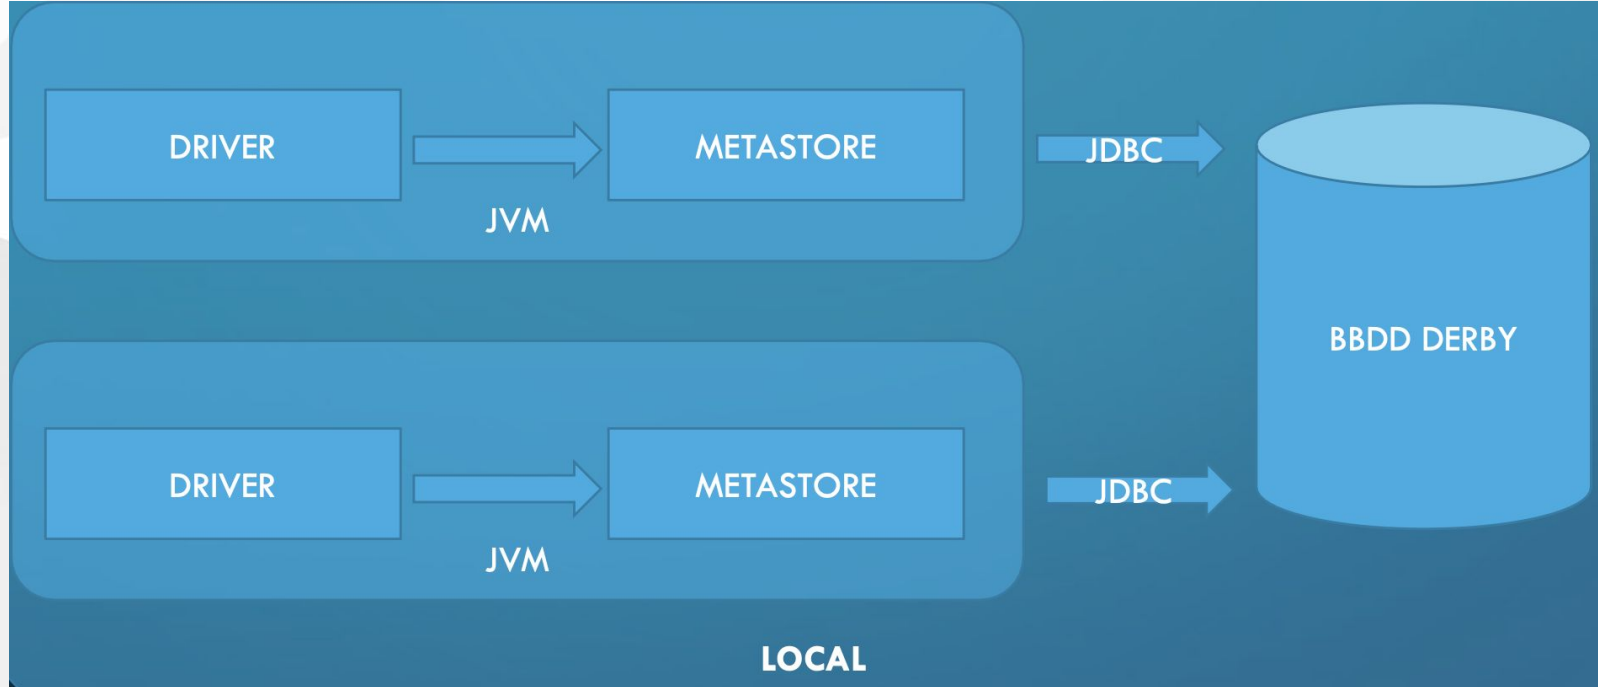 DRIVER
METASTORE
JVM
JDBC
BBDD DERBY
DRIVER
METASTORE
JVM
JDBC
LOCAL